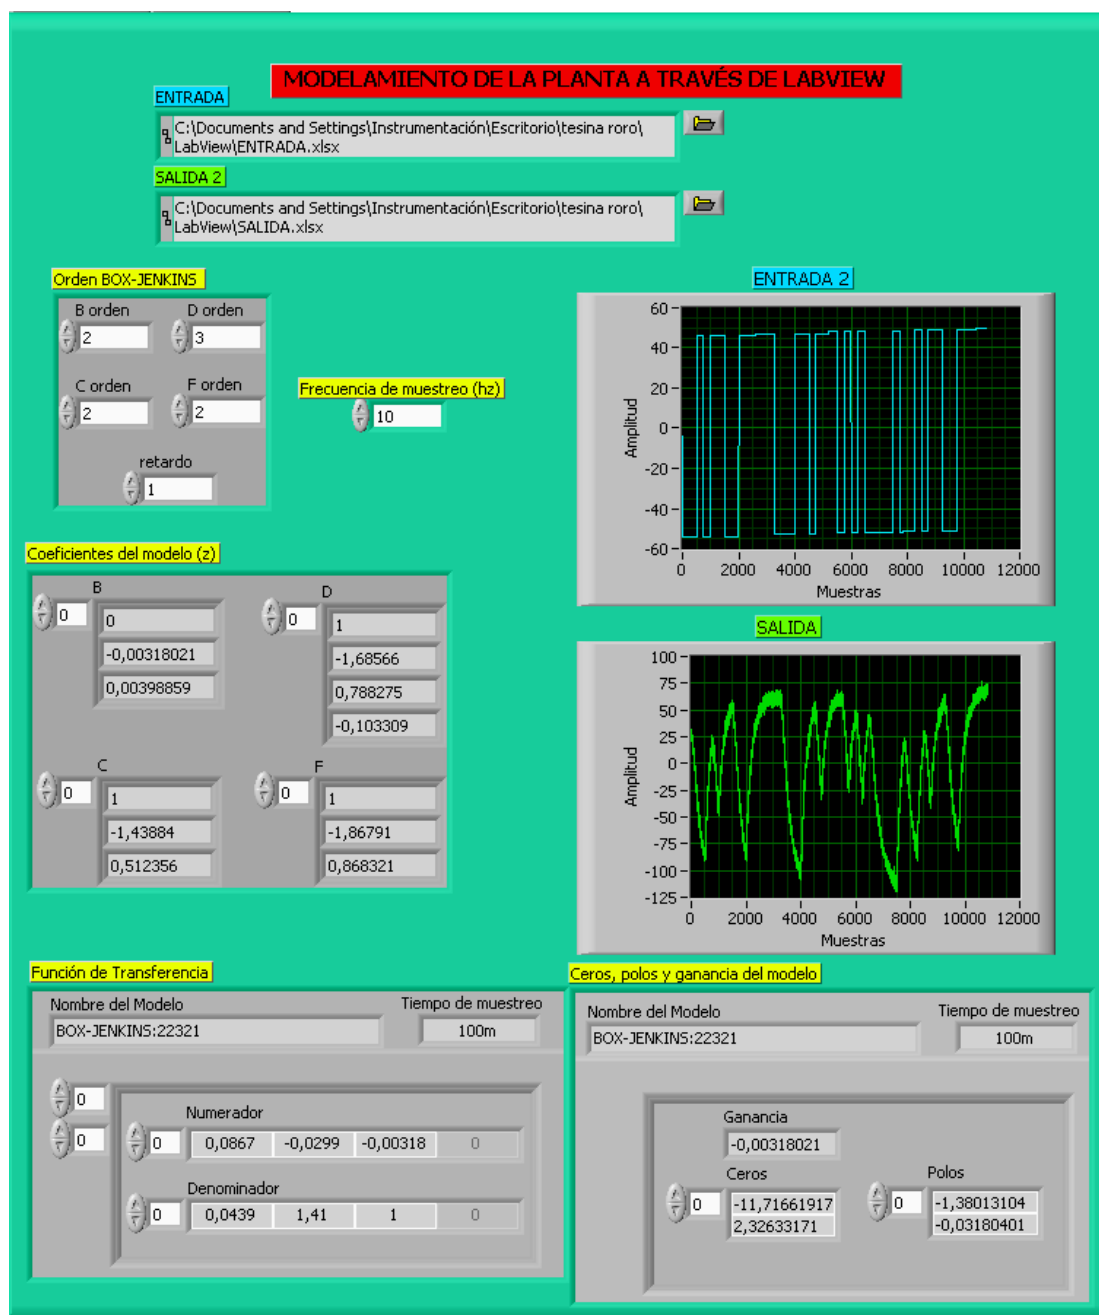 MODELAMIENTO DE LA PLANTA A TRAVÉS DE LABVIEW
ENTRADA
C:\Documents and Settings\Instrumentación\Escritorio\tesina roro\
LabView\ENTRADA.xlsx
SALIDA 2
C:\Documents and Settings\Instrumentación\Escritorio\tesina roro\
LabView\SALIDA.xlsx
Orden BOX-JENKINS
B orden D orden
2 3
C orden F orden
2 2
retardo
1
Frecuencia de muestreo (hz)
10
ENTRADA 2
Amplitud
60
40
20
0
-20
-40
-60
0 2000 4000 6000 8000 10000 12000
Muestras
Coeficientes del modelo (z)
B D
0 0 0 1
-0,00318021 -1,68566
0,00398859 0,788275
-0,103309
C F
0 1 0 1
-1,43884 -1,86791
0,512356 0,868321
SALIDA
Amplitud
100
75
50
25
0
-25
-50
-75
-100
-125
0 2000 4000 6000 8000 10000 12000
Muestras
Función de Transferencia
Nombre del Modelo Tiempo de muestreo
BOX-JENKINS:22321 100m
0
0
Numerador
0 0,0867 -0,0299 -0,00318 0
Denominador
0 0,0439 1,41 1 0
Ceros, polos y ganancia del modelo
Nombre del Modelo Tiempo de muestreo
BOX-JENKINS:22321 100m
Ganancia
-0,00318021
Ceros Polos
0 -11,71661917 0 -1,38013104
2,32633171 -0,03180401